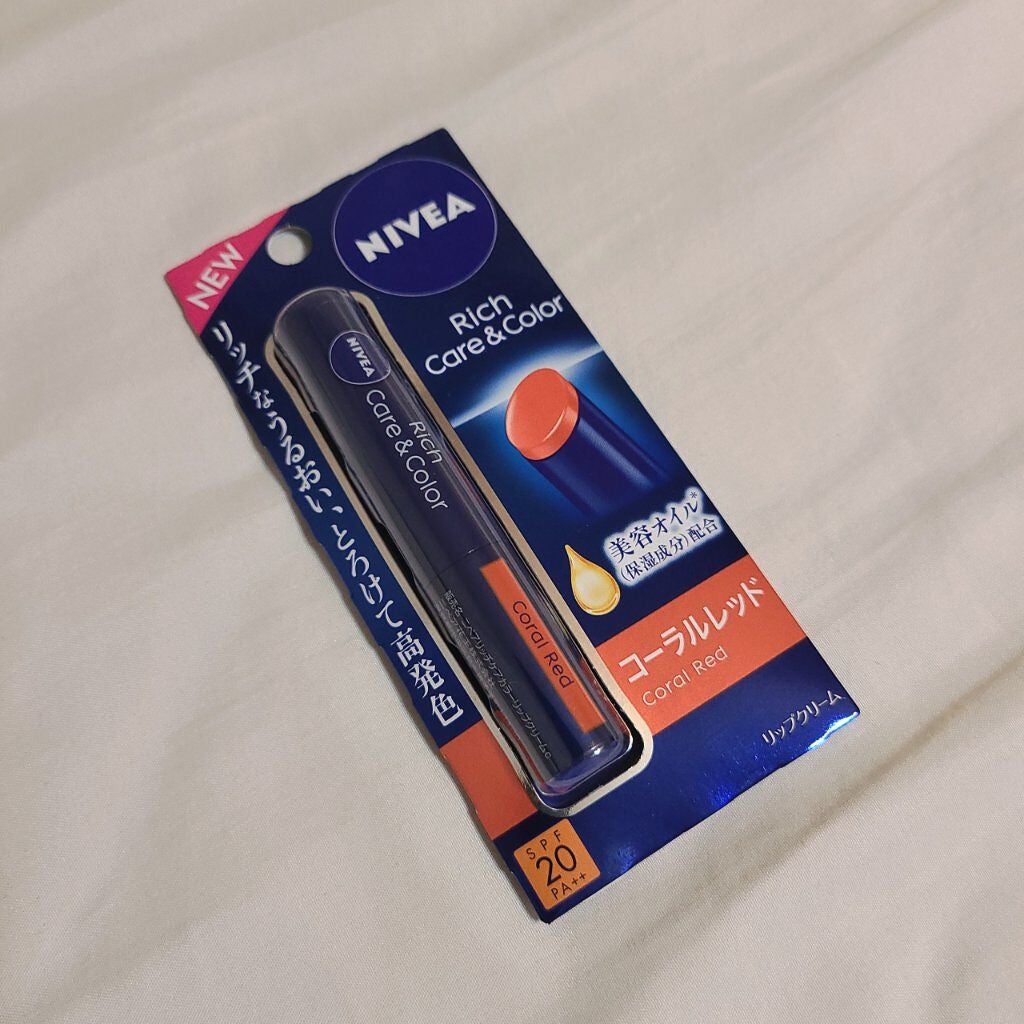 NEW
NIVEA
Rich
Care & Color
リッチなうるおい、とろけて高発色
NIVEA
Rich
Care & Color
Coral Red
美容オイル*
(保湿成分)配合
コーラルレッド
Coral Red
リップクリーム
SPF
20
PA++